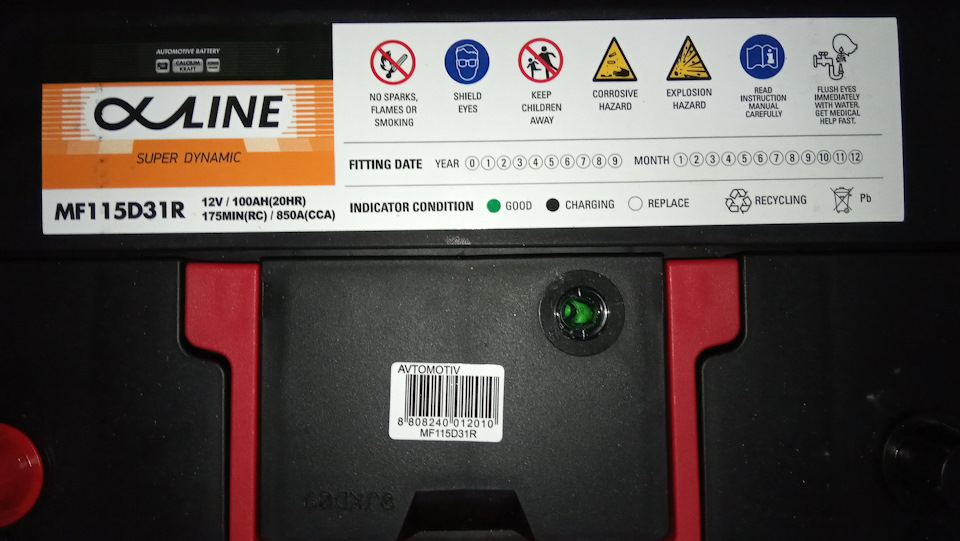 AUTOMOTIVE BATTERY
CALCIUM
KRAFT
αLINE
SUPER DYNAMIC
MF115D31R
12V / 100AH(20HR)
175MIN(RC) / 850A(CCA)
NO SPARKS,
FLAMES OR
SMOKING
SHIELD
EYES
KEEP
CHILDREN
AWAY
CORROSIVE
HAZARD
EXPLOSION
HAZARD
READ
INSTRUCTION
MANUAL
CAREFULLY
FLUSH EYES
IMMEDIATELY
WITH WATER.
GET MEDICAL
HELP FAST.
FITTING DATE YEAR 0 1 2 3 4 5 6 7 8 9 MONTH 1 2 3 4 5 6 7 8 9 10 11 12
INDICATOR CONDITION GOOD CHARGING REPLACE RECYCLING Pb
AVTOMOTIV
8 808240 012010
MF115D31R